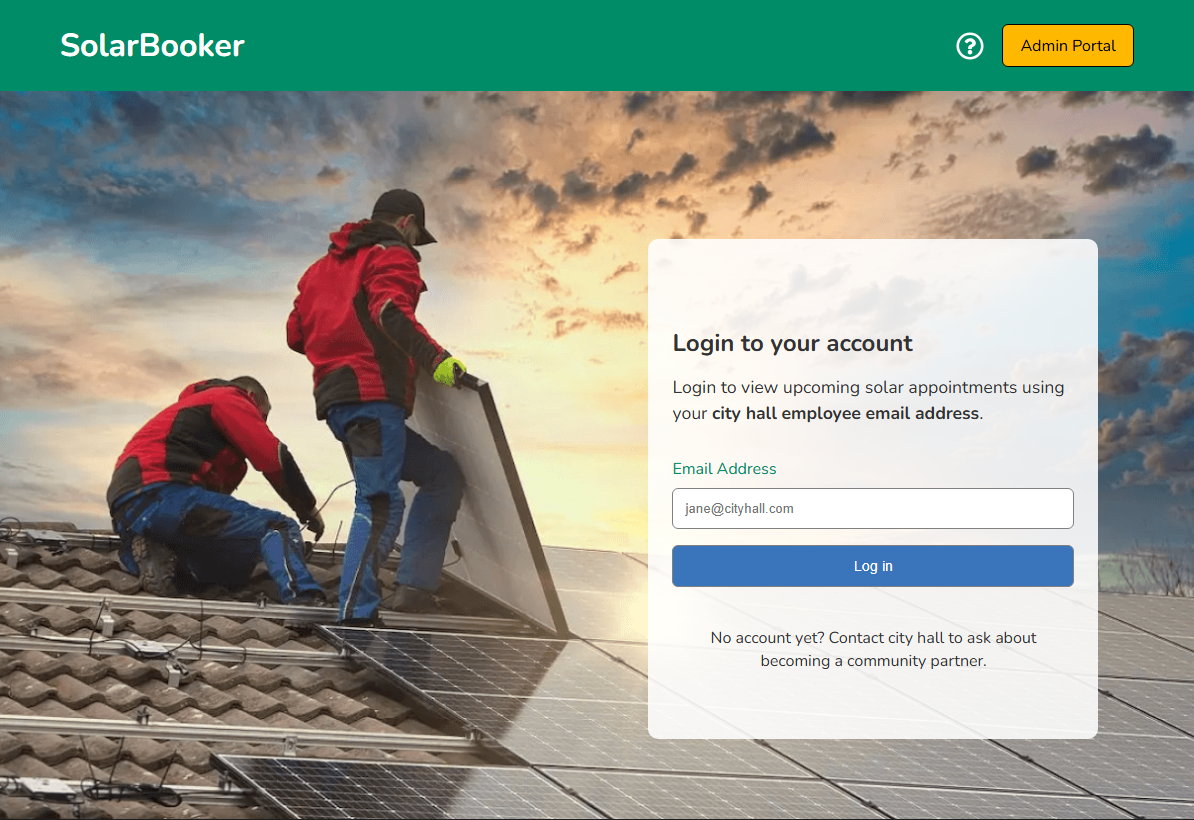 SolarBooker
Admin Portal
Login to your account
Login to view upcoming solar appointments using
your city hall employee email address.
Email Address
jane@cityhall.com
Log in
No account yet? Contact city hall to ask about
becoming a community partner.